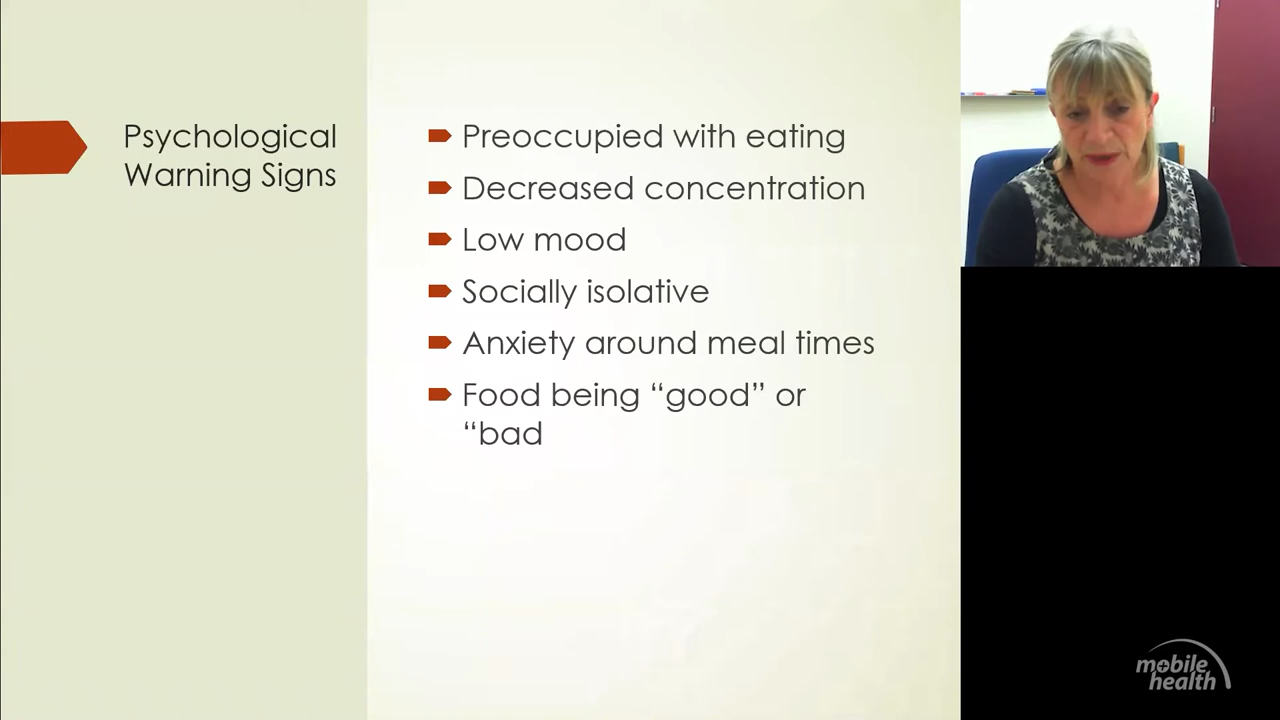 Psychological
Warning Signs
Preoccupied with eating
Decreased concentration
Low mood
Socially isolative
Anxiety around meal times
Food being “good” or
“bad
mobile
health